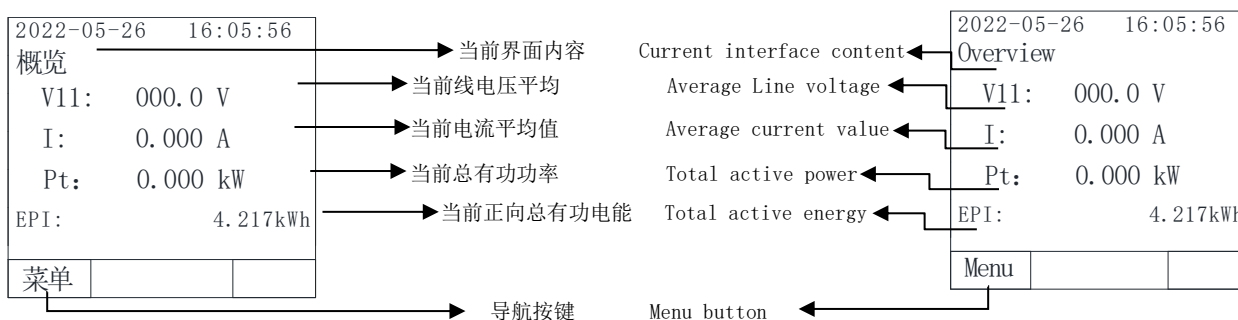 2022-05-26 16:05:56
概览
V11: 000.0 V
I: 0.000 A
Pt: 0.000 kW
EPI: 4.217kWh
菜单
当前界面内容 Current interface content
当前线电压平均 Average Line voltage
当前电流平均值 Average current value
当前总有功功率 Total active power
当前正向总有功电能 Total active energy
导航按键 Menu button
2022-05-26 16:05:56
Overview
V11: 000.0 V
I: 0.000 A
Pt: 0.000 kW
EPI: 4.217kWh
Menu